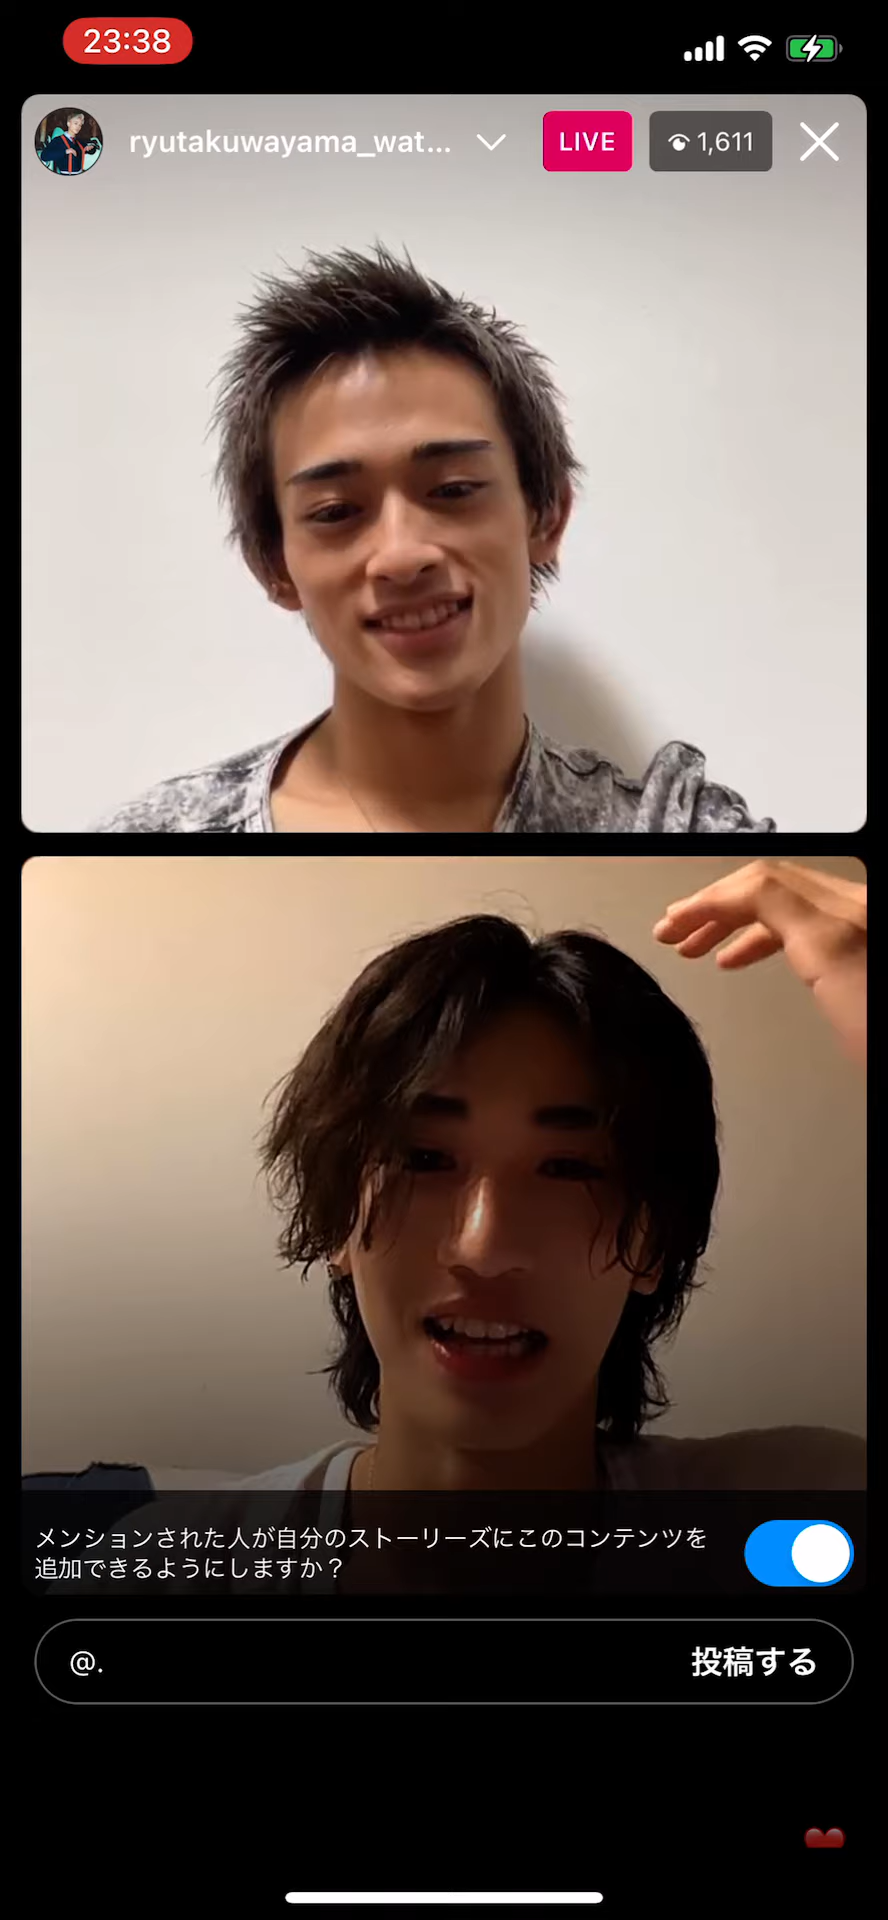 23:38
ryutakuwayama_wat...
LIVE
1,611
メンションされた人が自分のストーリーズにこのコンテンツを
追加できるようにしますか？
@.
投稿する